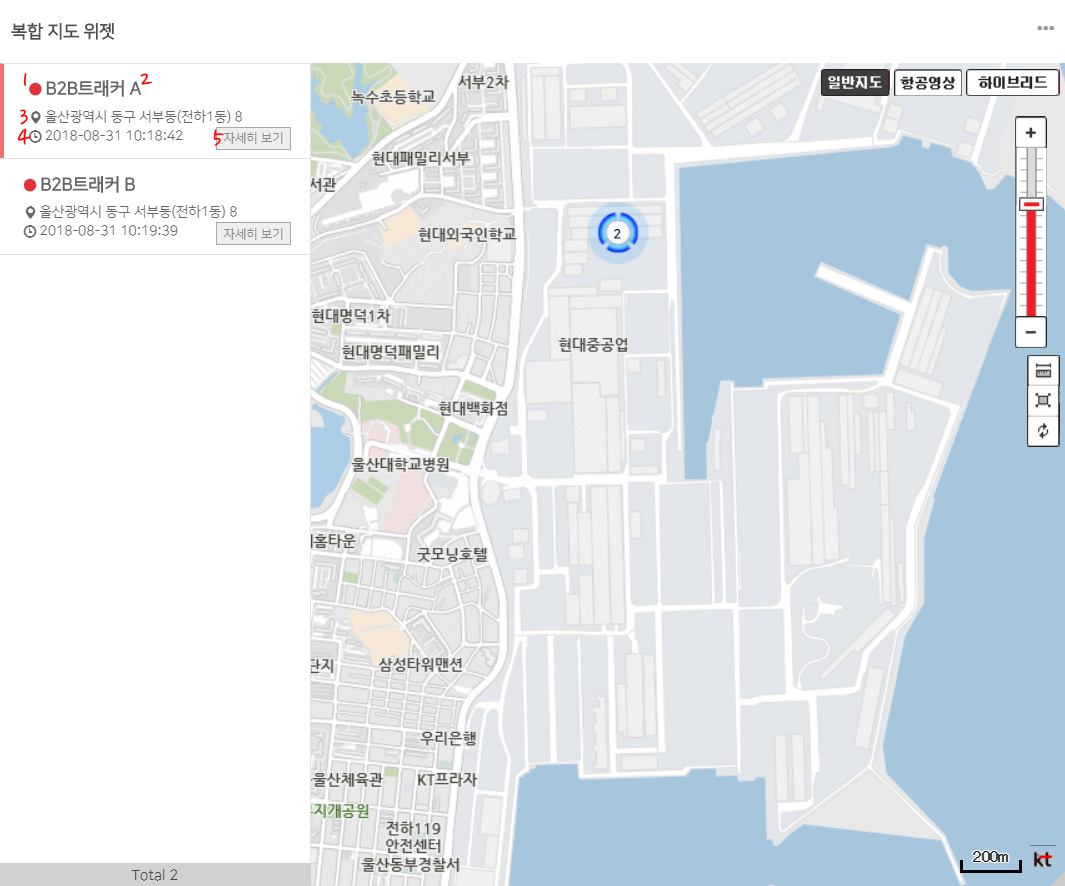 복합 지도 위젯
1 B2B트래커 A 2
3 울산광역시 동구 서부동(전하1동) 8
4 2018-08-31 10:18:42 5 자세히 보기
B2B트래커 B
울산광역시 동구 서부동(전하1동) 8
2018-08-31 10:19:39 자세히 보기
Total 2
일반지도 항공영상 하이브리드
서부2차
녹수초등학교
현대패밀리서부
서관
2
현대외국인학교
현대명덕1차
현대중공업
현대명덕패밀리
현대백화점
울산대학교병원
홈타운
굿모닝호텔
단지
삼성타워맨션
우리은행
울산체육관
KT프라자
지개공원
전하119
안전센터
울산동부경찰서
+
−
200m
kt